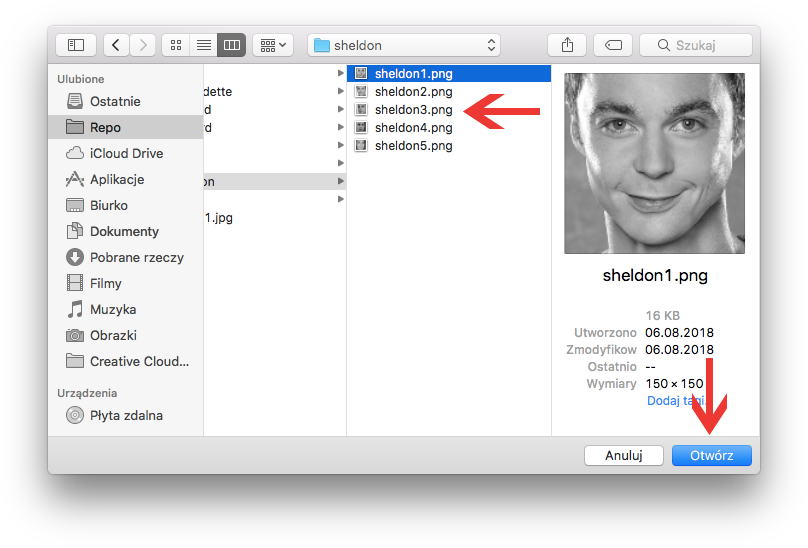 sheldon
Szukaj
Ulubione
Ostatnie
Repo
iCloud Drive
Aplikacje
Biurko
Dokumenty
Pobrane rzeczy
Filmy
Muzyka
Obrazki
Creative Cloud...
Urządzenia
Płyta zdalna
dette
d
rd
on
1.jpg
sheldon1.png
sheldon2.png
sheldon3.png
sheldon4.png
sheldon5.png
sheldon1.png
16 KB
Utworzono 06.08.2018
Zmodyfikow 06.08.2018
Ostatnio --
Wymiary 150 × 150
Dodaj tagi
Anuluj
Otwórz